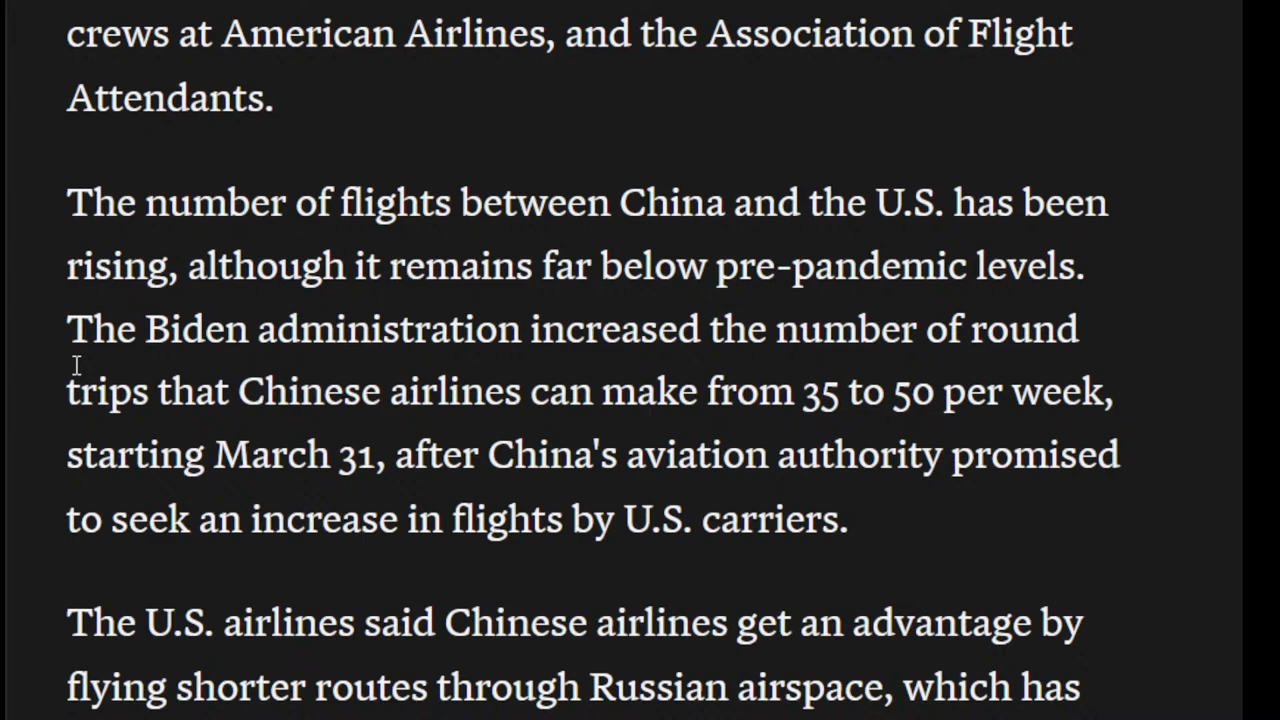 crews at American Airlines, and the Association of Flight
Attendants.
The number of flights between China and the U.S. has been
rising, although it remains far below pre-pandemic levels.
The Biden administration increased the number of round
trips that Chinese airlines can make from 35 to 50 per week,
starting March 31, after China's aviation authority promised
to seek an increase in flights by U.S. carriers.
The U.S. airlines said Chinese airlines get an advantage by
flying shorter routes through Russian airspace, which has